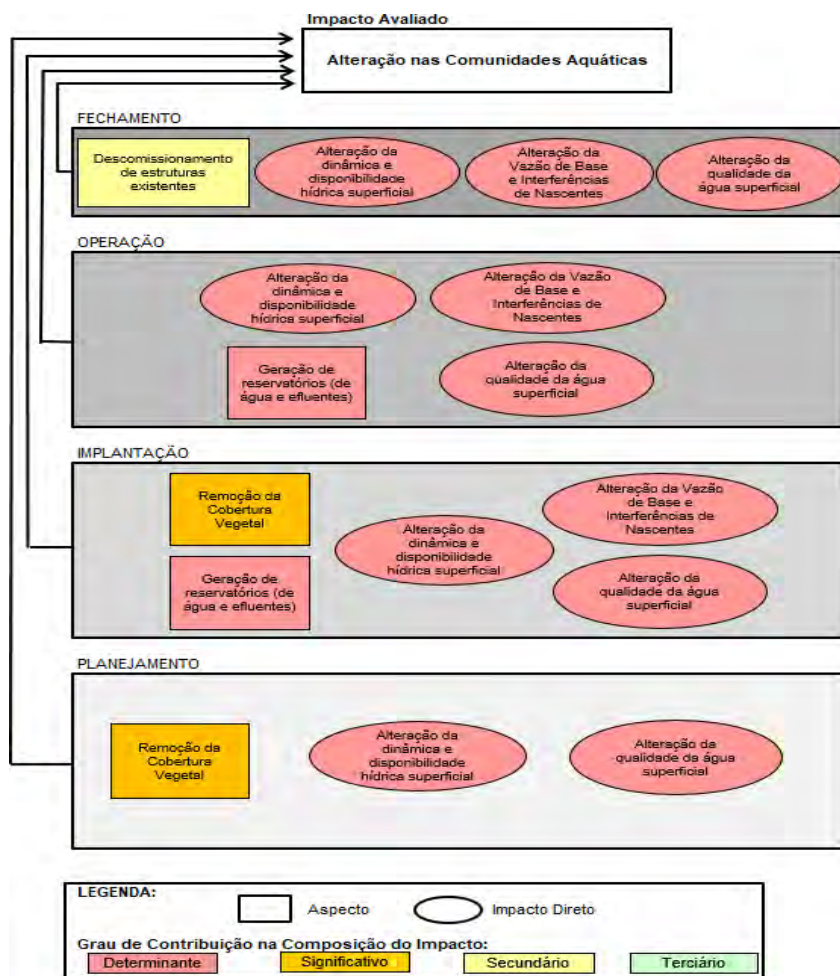 Impacto Avaliado
Alteração nas Comunidades Aquáticas
FECHAMENTO
Descomissionamento
de estruturas
existentes
Alteração da
dinâmica e
disponibilidade
hídrica superficial
Alteração da
Vazão de Base
e Interferências
de Nascentes
Alteração da
qualidade da
água superficial
OPERAÇÃO
Alteração da
dinâmica e
disponibilidade
hídrica superficial
Alteração da Vazão
de Base e
Interferências de
Nascentes
Geração de
reservatórios (de
água e efluentes)
Alteração da
qualidade da água
superficial
IMPLANTAÇÃO
Remoção da
Cobertura
Vegetal
Geração de
reservatórios (de
água e efluentes)
Alteração da
dinâmica e
disponibilidade
hídrica superficial
Alteração da Vazão
de Base e
Interferências de
Nascentes
Alteração da
qualidade da água
superficial
PLANEJAMENTO
Remoção da
Cobertura
Vegetal
Alteração da
dinâmica e
disponibilidade
hídrica superficial
Alteração da
qualidade da água
superficial
LEGENDA:
Aspecto
Impacto Direto
Grau de Contribuição na Composição do Impacto:
Determinante
Significativo
Secundário
Terciário